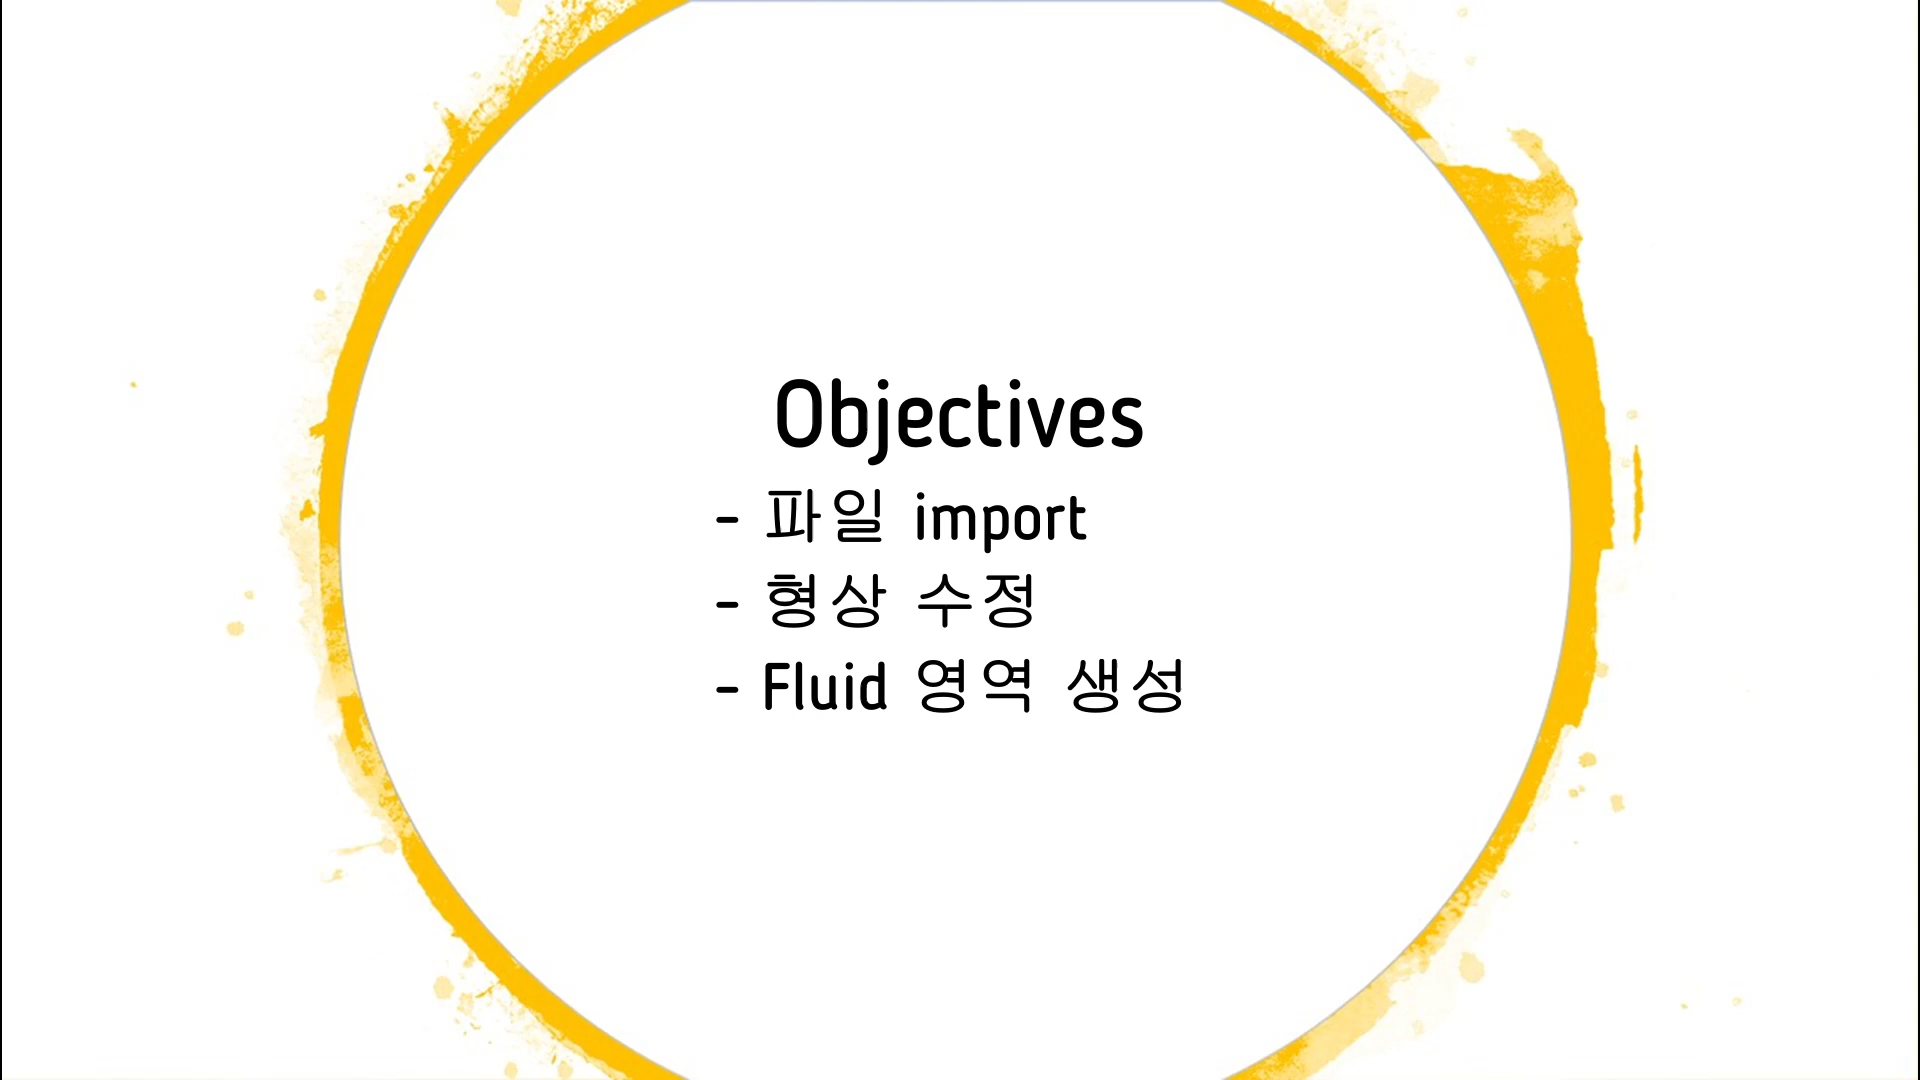 Objectives
- 파일 import
- 형상 수정
- Fluid 영역 생성